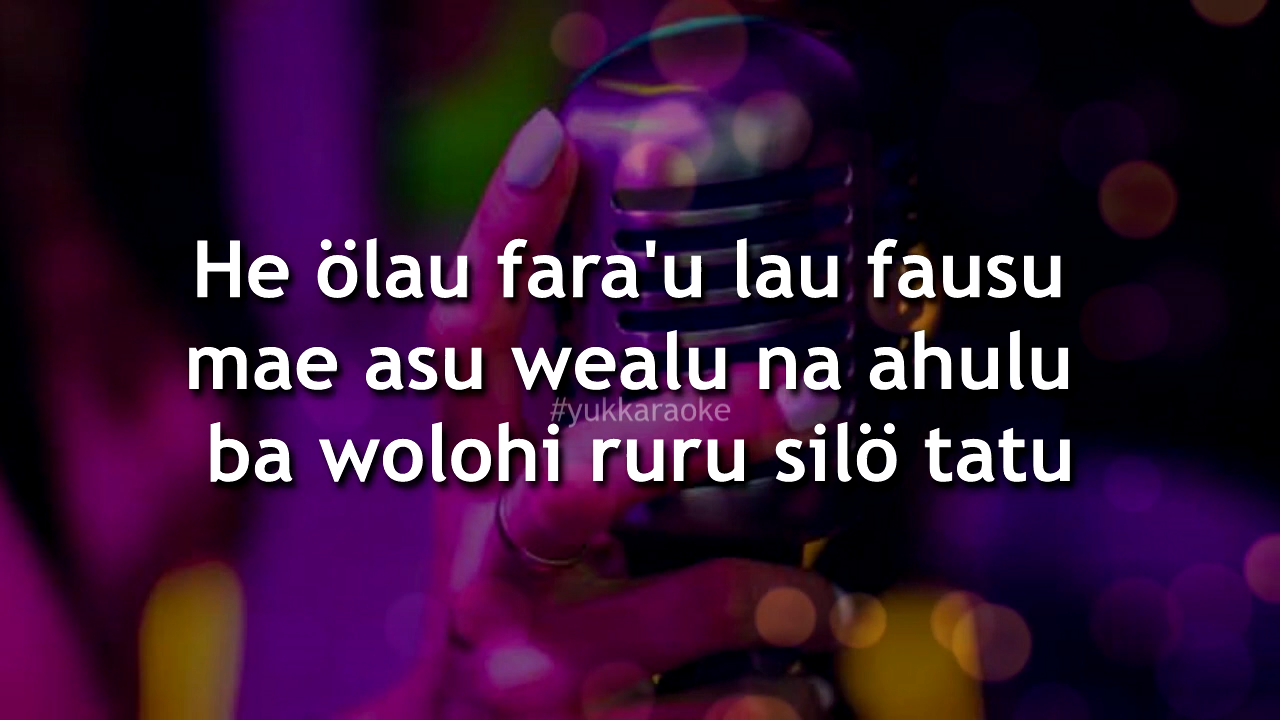 He ölau fara'u lau fausu
mae asu wealu na ahulu
#yukkaraoke
ba wolohi ruru silö tatu